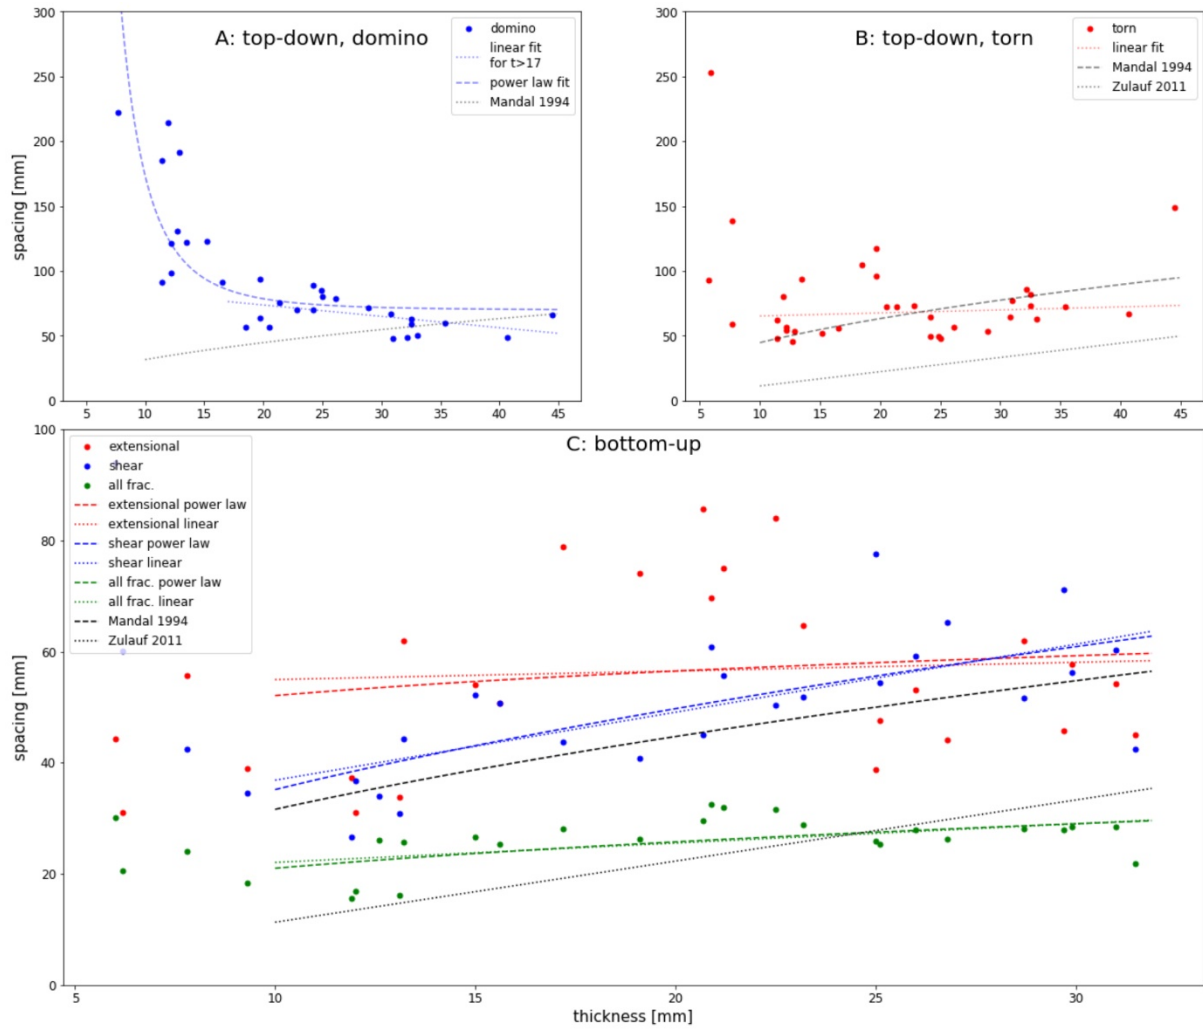 A: top-down, domino
domino
linear fit
for t>17
power law fit
Mandal 1994
300
250
200
150
100
50
0
spacing [mm]
5 10 15 20 25 30 35 40 45
B: top-down, torn
torn
linear fit
Mandal 1994
Zulauf 2011
300
250
200
150
100
50
0
5 10 15 20 25 30 35 40 45
C: bottom-up
extensional
shear
all frac.
extensional power law
extensional linear
shear power law
shear linear
all frac. power law
all frac. linear
Mandal 1994
Zulauf 2011
100
80
60
40
20
0
spacing [mm]
5 10 15 20 25 30
thickness [mm]